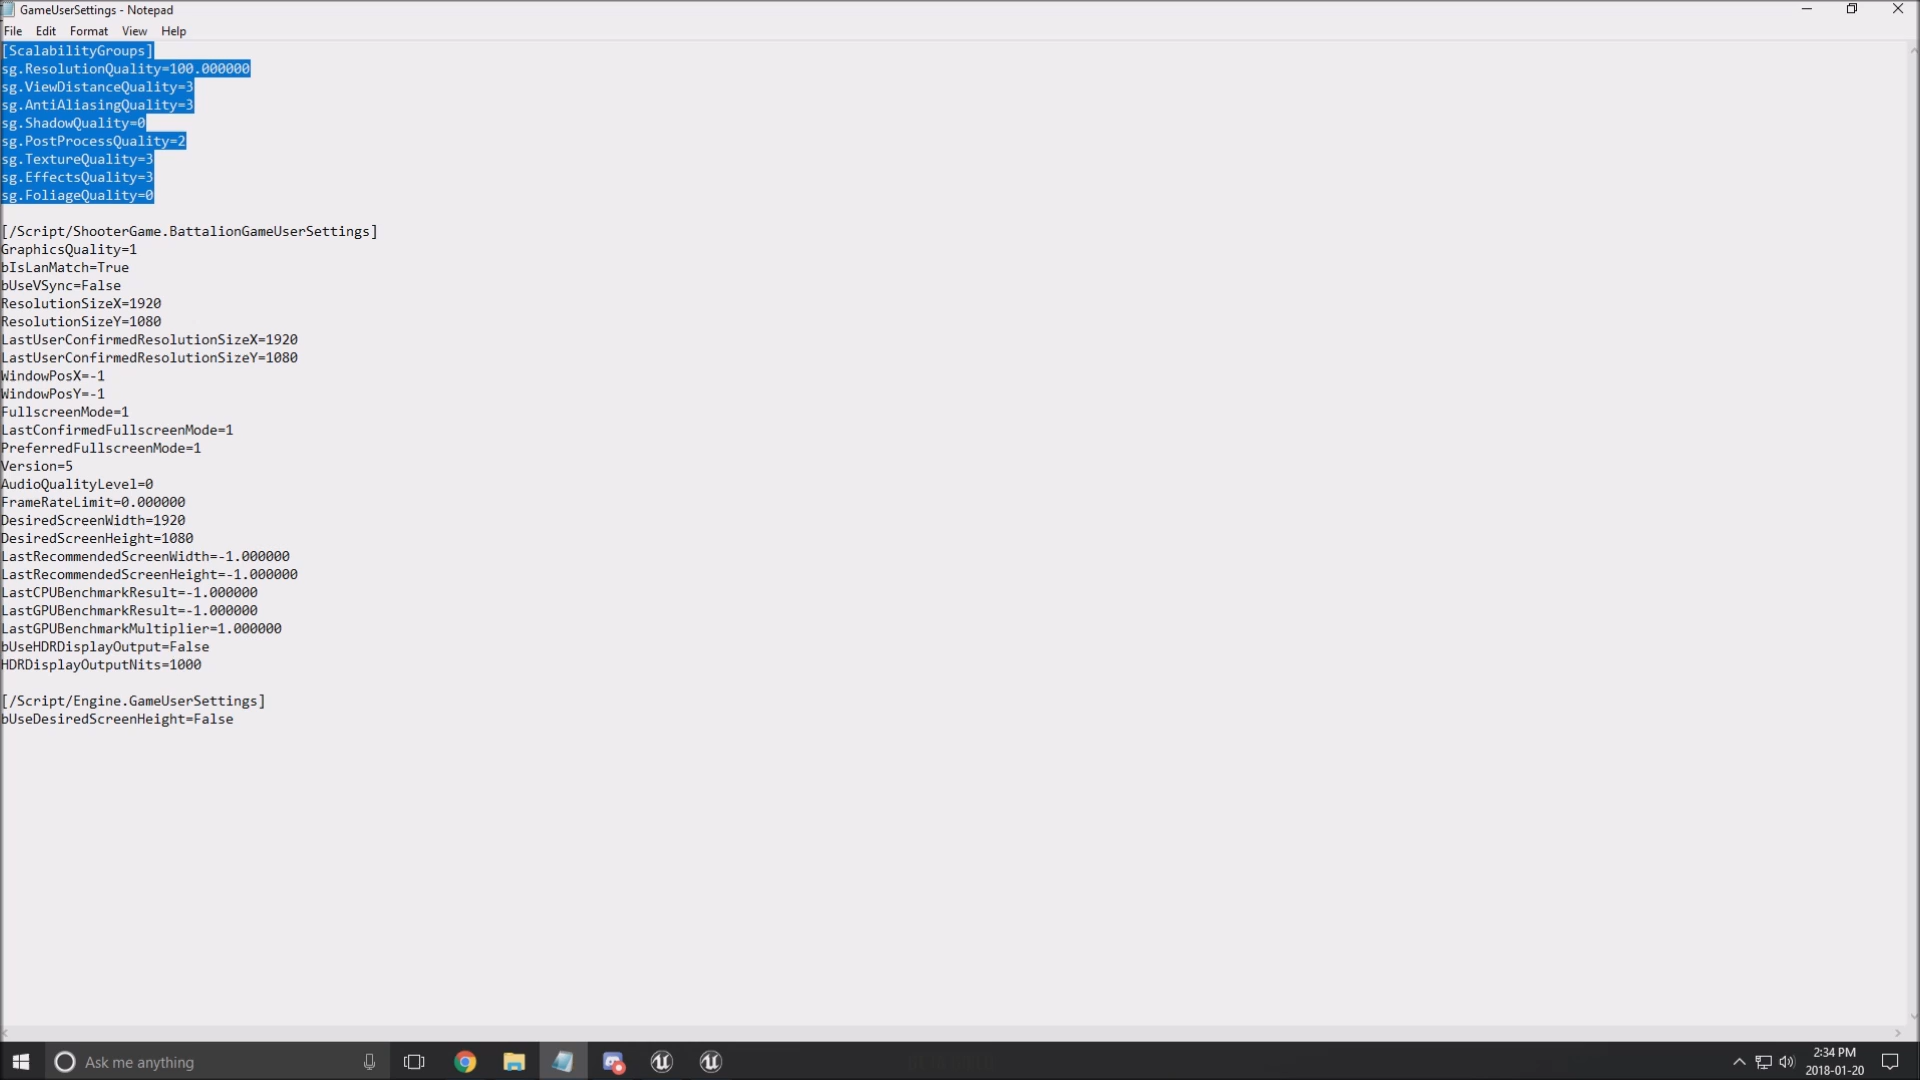 GameUserSettings - Notepad
File Edit Format View Help
[ScalabilityGroups]
sg.ResolutionQuality=100.000000
sg.ViewDistanceQuality=3
sg.AntiAliasingQuality=3
sg.ShadowQuality=0
sg.PostProcessQuality=2
sg.TextureQuality=3
sg.EffectsQuality=3
sg.FoliageQuality=0
[/Script/ShooterGame.BattalionGameUserSettings]
GraphicsQuality=1
bIsLanMatch=True
bUseVSync=False
ResolutionSizeX=1920
ResolutionSizeY=1080
LastUserConfirmedResolutionSizeX=1920
LastUserConfirmedResolutionSizeY=1080
WindowPosX=-1
WindowPosY=-1
FullscreenMode=1
LastConfirmedFullscreenMode=1
PreferredFullscreenMode=1
Version=5
AudioQualityLevel=0
FrameRateLimit=0.000000
DesiredScreenWidth=1920
DesiredScreenHeight=1080
LastRecommendedScreenWidth=-1.000000
LastRecommendedScreenHeight=-1.000000
LastCPUBenchmarkResult=-1.000000
LastGPUBenchmarkResult=-1.000000
LastGPUBenchmarkMultiplier=1.000000
bUseHDRDisplayOutput=False
HDRDisplayOutputNits=1000
[/Script/Engine.GameUserSettings]
bUseDesiredScreenHeight=False
Ask me anything
2:34 PM
2018-01-20